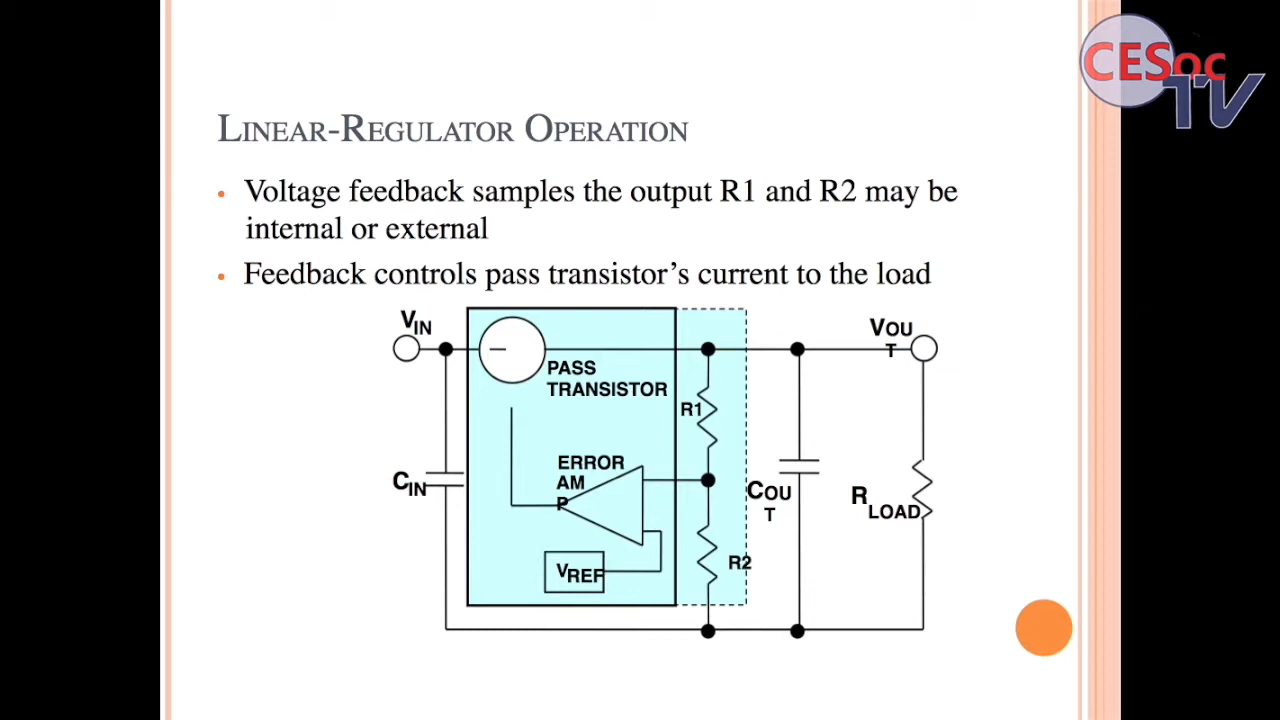 CESoc
TV
LINEAR-REGULATOR OPERATION
• Voltage feedback samples the output R1 and R2 may be
internal or external
• Feedback controls pass transistor’s current to the load
VIN
VOU
T
PASS
TRANSISTOR
R1
ERROR
AM
P
CIN
COU
T
R
LOAD
R2
VREF